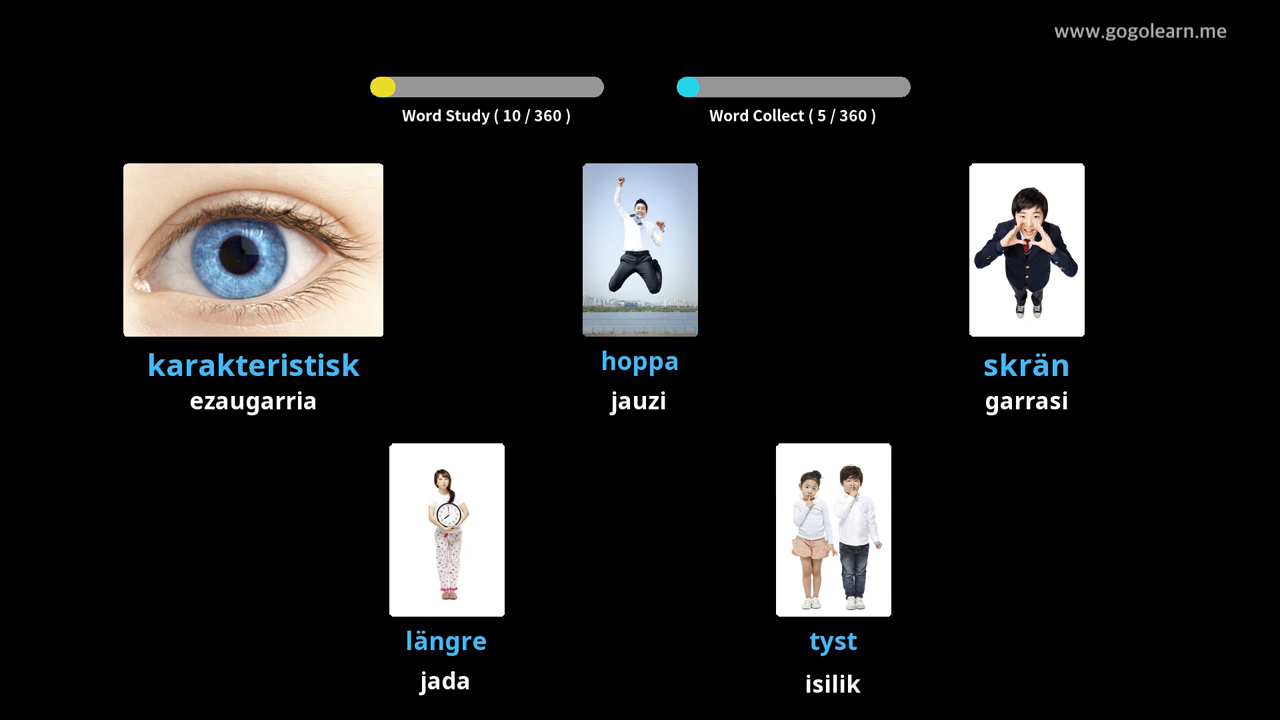 www.gogolearn.me
Word Study ( 10 / 360 )
Word Collect ( 5 / 360 )
karakteristisk
ezaugarria
hoppa
jauzi
skrän
garrasi
längre
jada
tyst
isilik